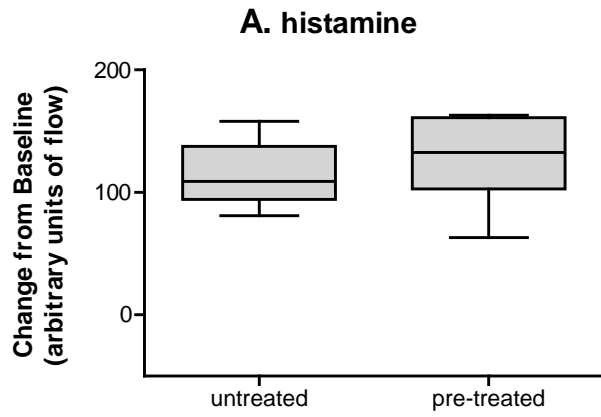 A. histamine
Change from Baseline
(arbitrary units of flow)
200
100
0
untreated
pre-treated